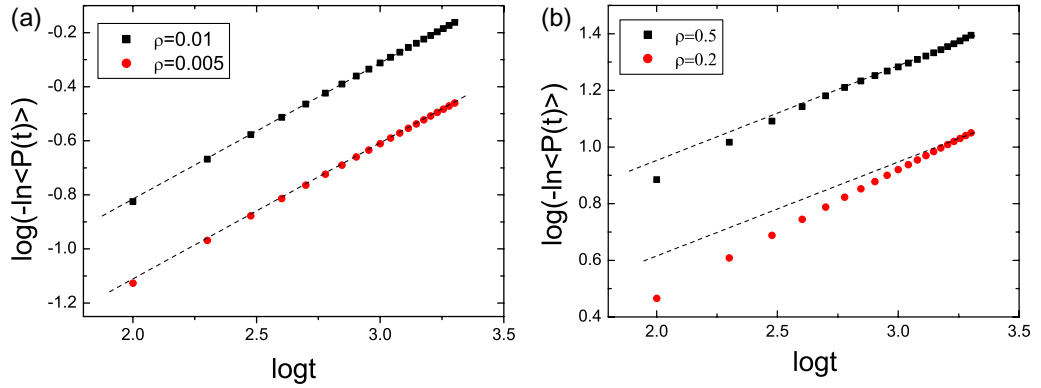 (a)
ρ=0.01
ρ=0.005
log(-ln<P(t)>)
-0.2
-0.4
-0.6
-0.8
-1.0
-1.2
2.0 2.5 3.0 3.5
logt
(b)
ρ=0.5
ρ=0.2
log(-ln<P(t)>)
1.4
1.2
1.0
0.8
0.6
0.4
2.0 2.5 3.0 3.5
logt